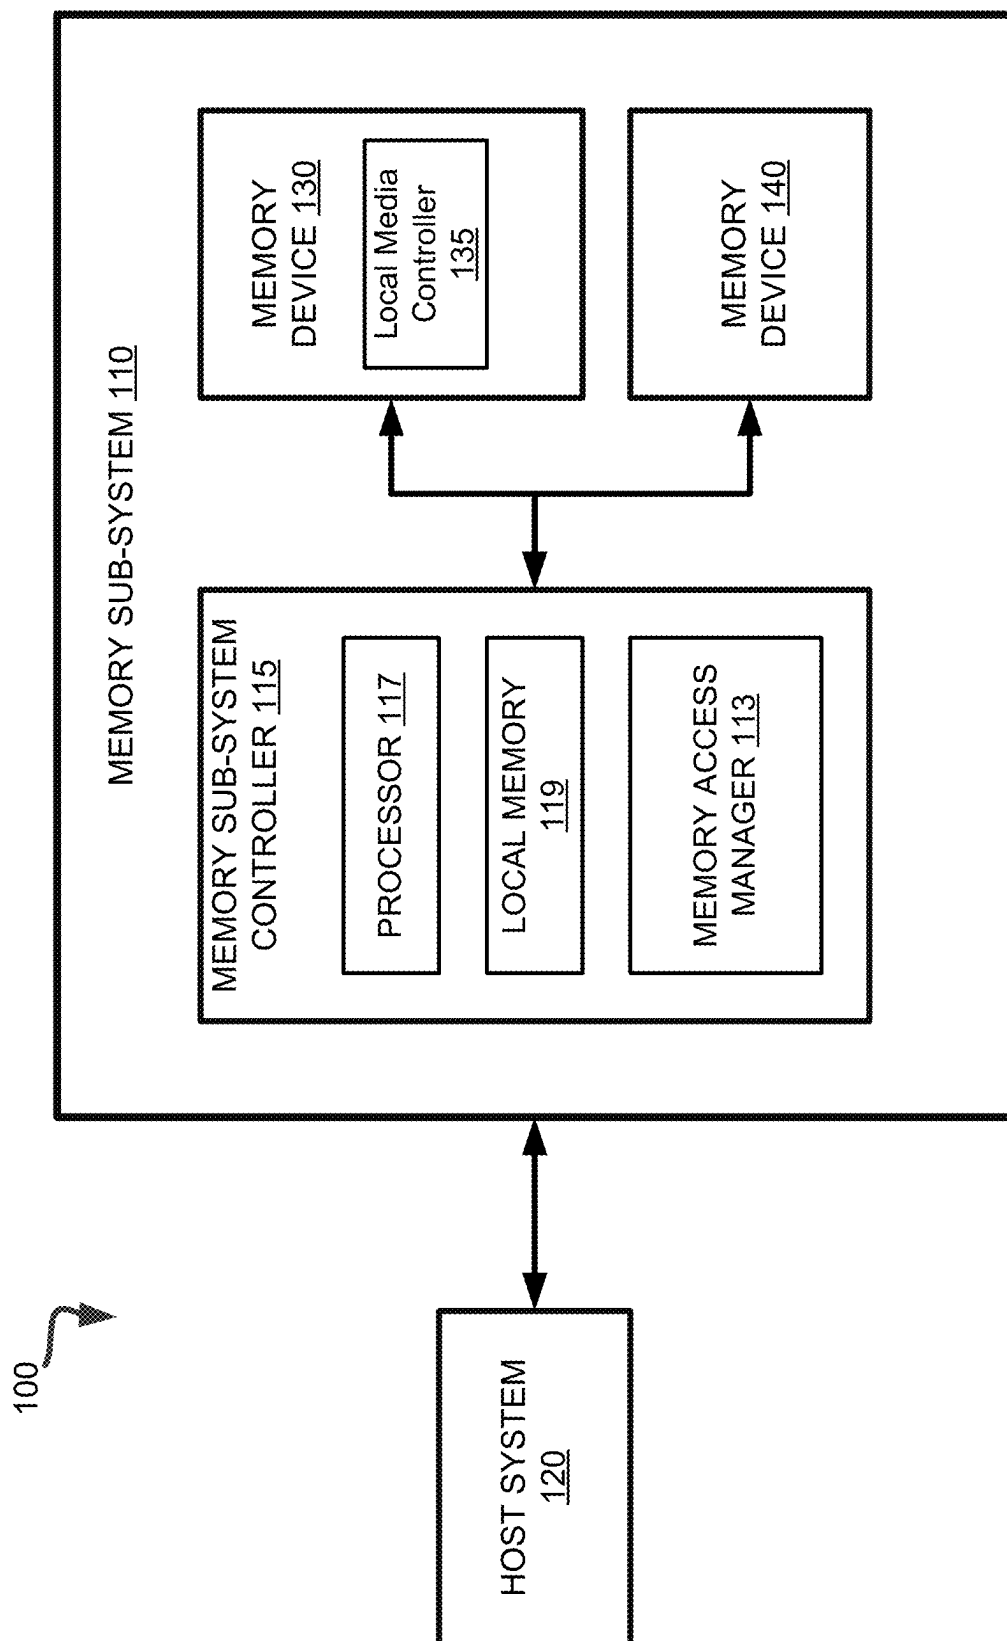 100
HOST SYSTEM
120
MEMORY SUB-SYSTEM 110
MEMORY SUB-SYSTEM
CONTROLLER 115
PROCESSOR 117
LOCAL MEMORY
119
MEMORY ACCESS
MANAGER 113
MEMORY
DEVICE 130
Local Media
Controller
135
MEMORY
DEVICE 140